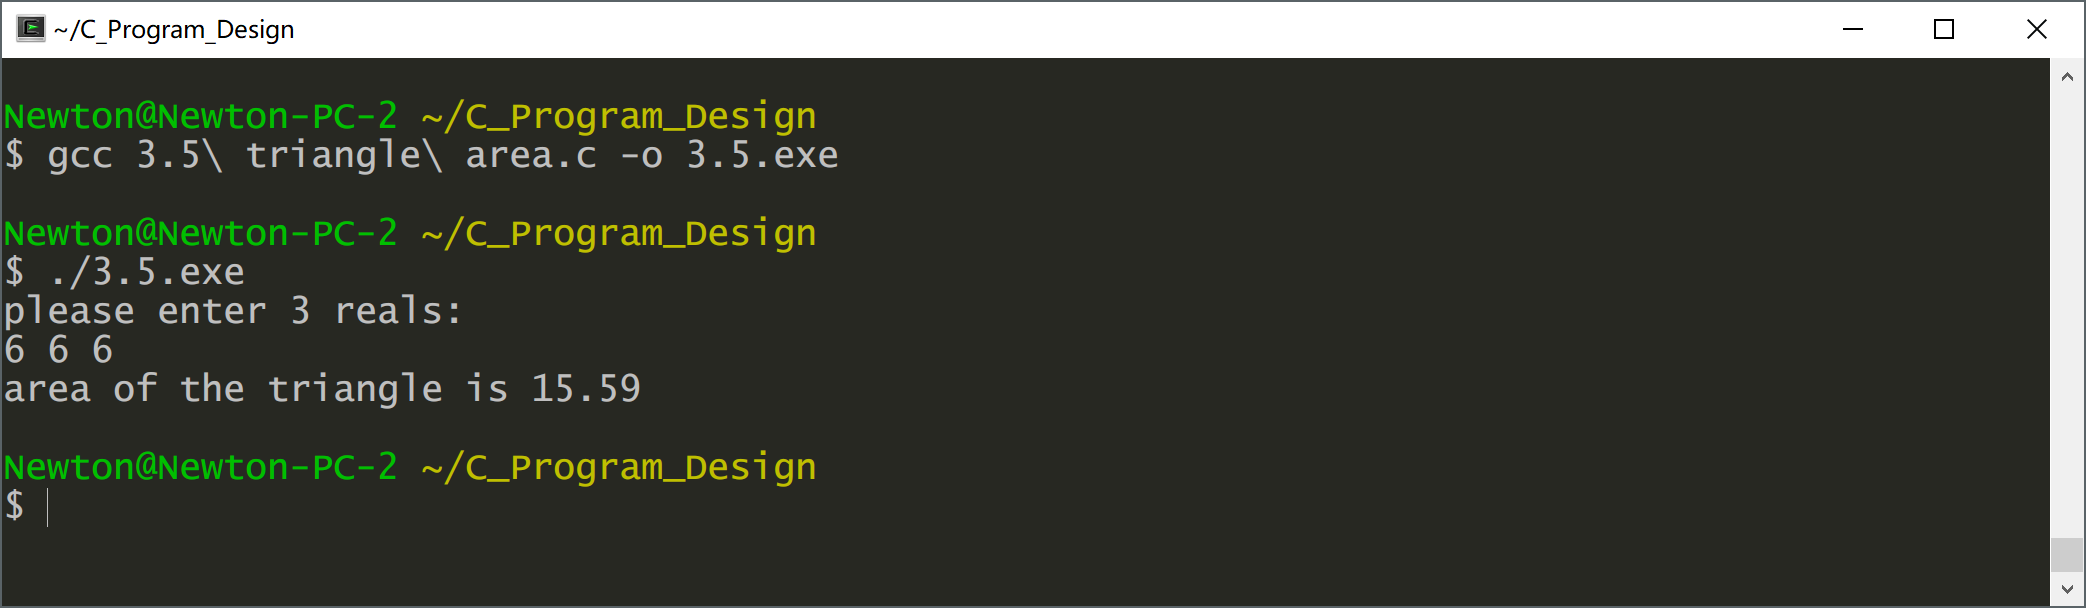 ~/C_Program_Design
Newton@Newton-PC-2 ~/C_Program_Design
$ gcc 3.5\ triangle\ area.c -o 3.5.exe
Newton@Newton-PC-2 ~/C_Program_Design
$ ./3.5.exe
please enter 3 reals:
6 6 6
area of the triangle is 15.59
Newton@Newton-PC-2 ~/C_Program_Design
$